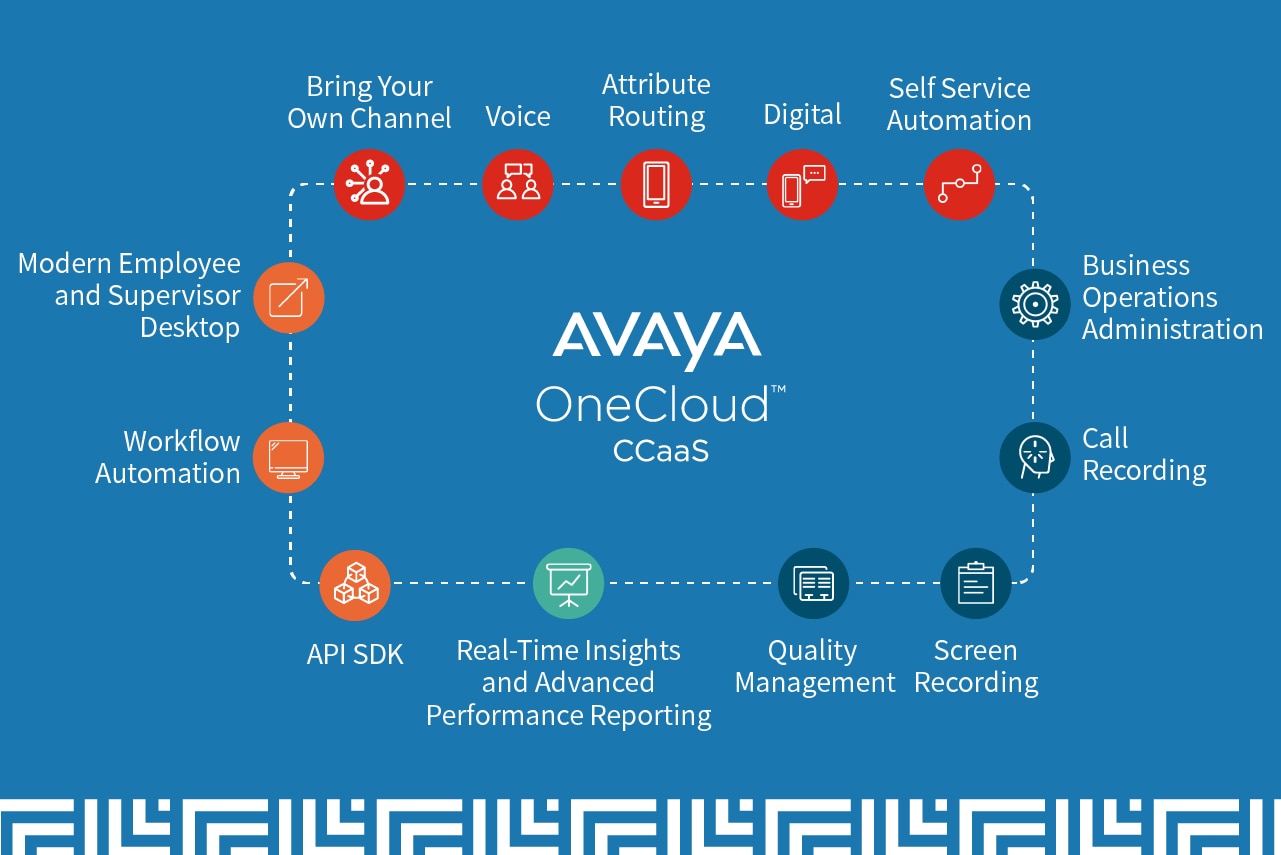 Bring Your
Own Channel
Voice
Attribute
Routing
Digital
Self Service
Automation
Modern Employee
and Supervisor
Desktop
Business
Operations
Administration
AVAYA
OneCloud™
CCaaS
Workflow
Automation
Call
Recording
API SDK
Real-Time Insights
and Advanced
Performance Reporting
Quality
Management
Screen
Recording